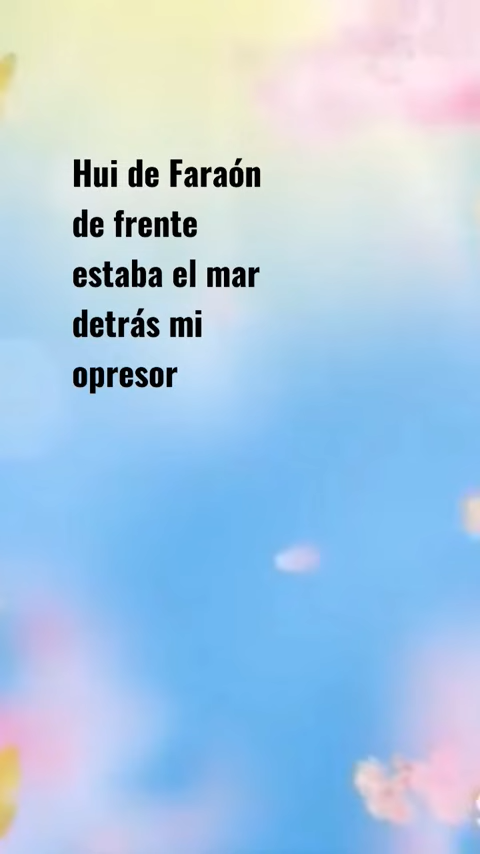 Hui de Faraón
de frente
estaba el mar
detrás mi
opresor